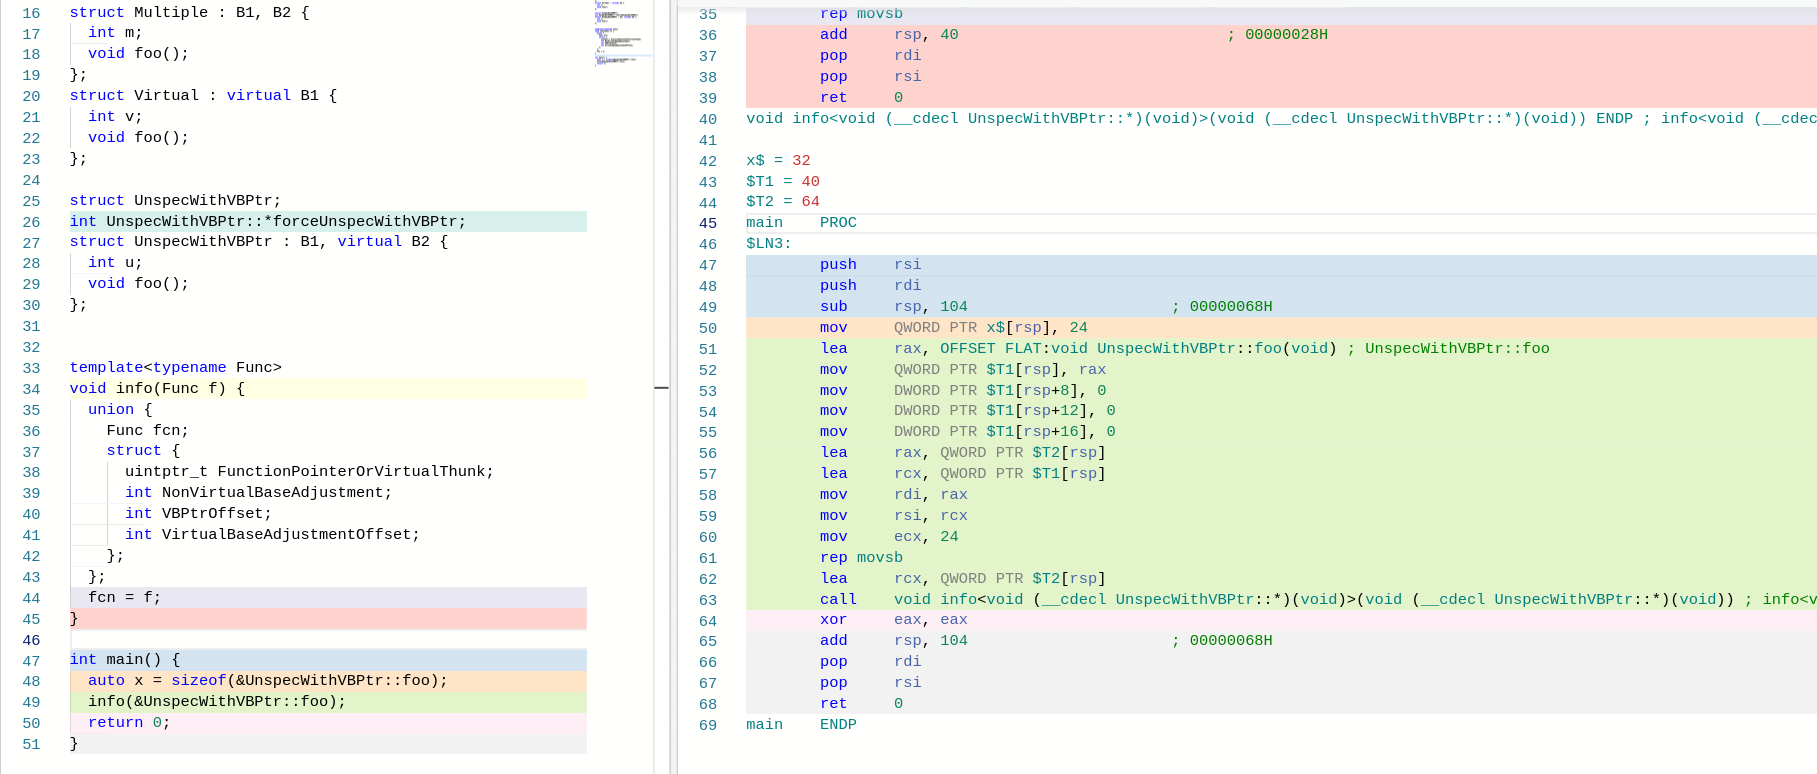 16 struct Multiple : B1, B2 {
17 int m;
18 void foo();
19 };
20 struct Virtual : virtual B1 {
21 int v;
22 void foo();
23 };
24
25 struct UnspecWithVBPtr;
26 int UnspecWithVBPtr::*forceUnspecWithVBPtr;
27 struct UnspecWithVBPtr : B1, virtual B2 {
28 int u;
29 void foo();
30 };
31
32
33 template<typename Func>
34 void info(Func f) {
35 union {
36 Func fcn;
37 struct {
38 uintptr_t FunctionPointerOrVirtualThunk;
39 int NonVirtualBaseAdjustment;
40 int VBPtrOffset;
41 int VirtualBaseAdjustmentOffset;
42 };
43 };
44 fcn = f;
45 }
46
47 int main() {
48 auto x = sizeof(&UnspecWithVBPtr::foo);
49 info(&UnspecWithVBPtr::foo);
50 return 0;
51 }
35 rep movsb
36 add rsp, 40 ; 00000028H
37 pop rdi
38 pop rsi
39 ret 0
40 void info<void (__cdecl UnspecWithVBPtr::*)(void)>(void (__cdecl UnspecWithVBPtr::*)(void)) ENDP ; info<void (__cdec
41
42 x$ = 32
43 $T1 = 40
44 $T2 = 64
45 main PROC
46 $LN3:
47 push rsi
48 push rdi
49 sub rsp, 104 ; 00000068H
50 mov QWORD PTR x$[rsp], 24
51 lea rax, OFFSET FLAT:void UnspecWithVBPtr::foo(void) ; UnspecWithVBPtr::foo
52 mov QWORD PTR $T1[rsp], rax
53 mov DWORD PTR $T1[rsp+8], 0
54 mov DWORD PTR $T1[rsp+12], 0
55 mov DWORD PTR $T1[rsp+16], 0
56 lea rax, QWORD PTR $T2[rsp]
57 lea rcx, QWORD PTR $T1[rsp]
58 mov rdi, rax
59 mov rsi, rcx
60 mov ecx, 24
61 rep movsb
62 lea rcx, QWORD PTR $T2[rsp]
63 call void info<void (__cdecl UnspecWithVBPtr::*)(void)>(void (__cdecl UnspecWithVBPtr::*)(void)) ; info<v
64 xor eax, eax
65 add rsp, 104 ; 00000068H
66 pop rdi
67 pop rsi
68 ret 0
69 main ENDP